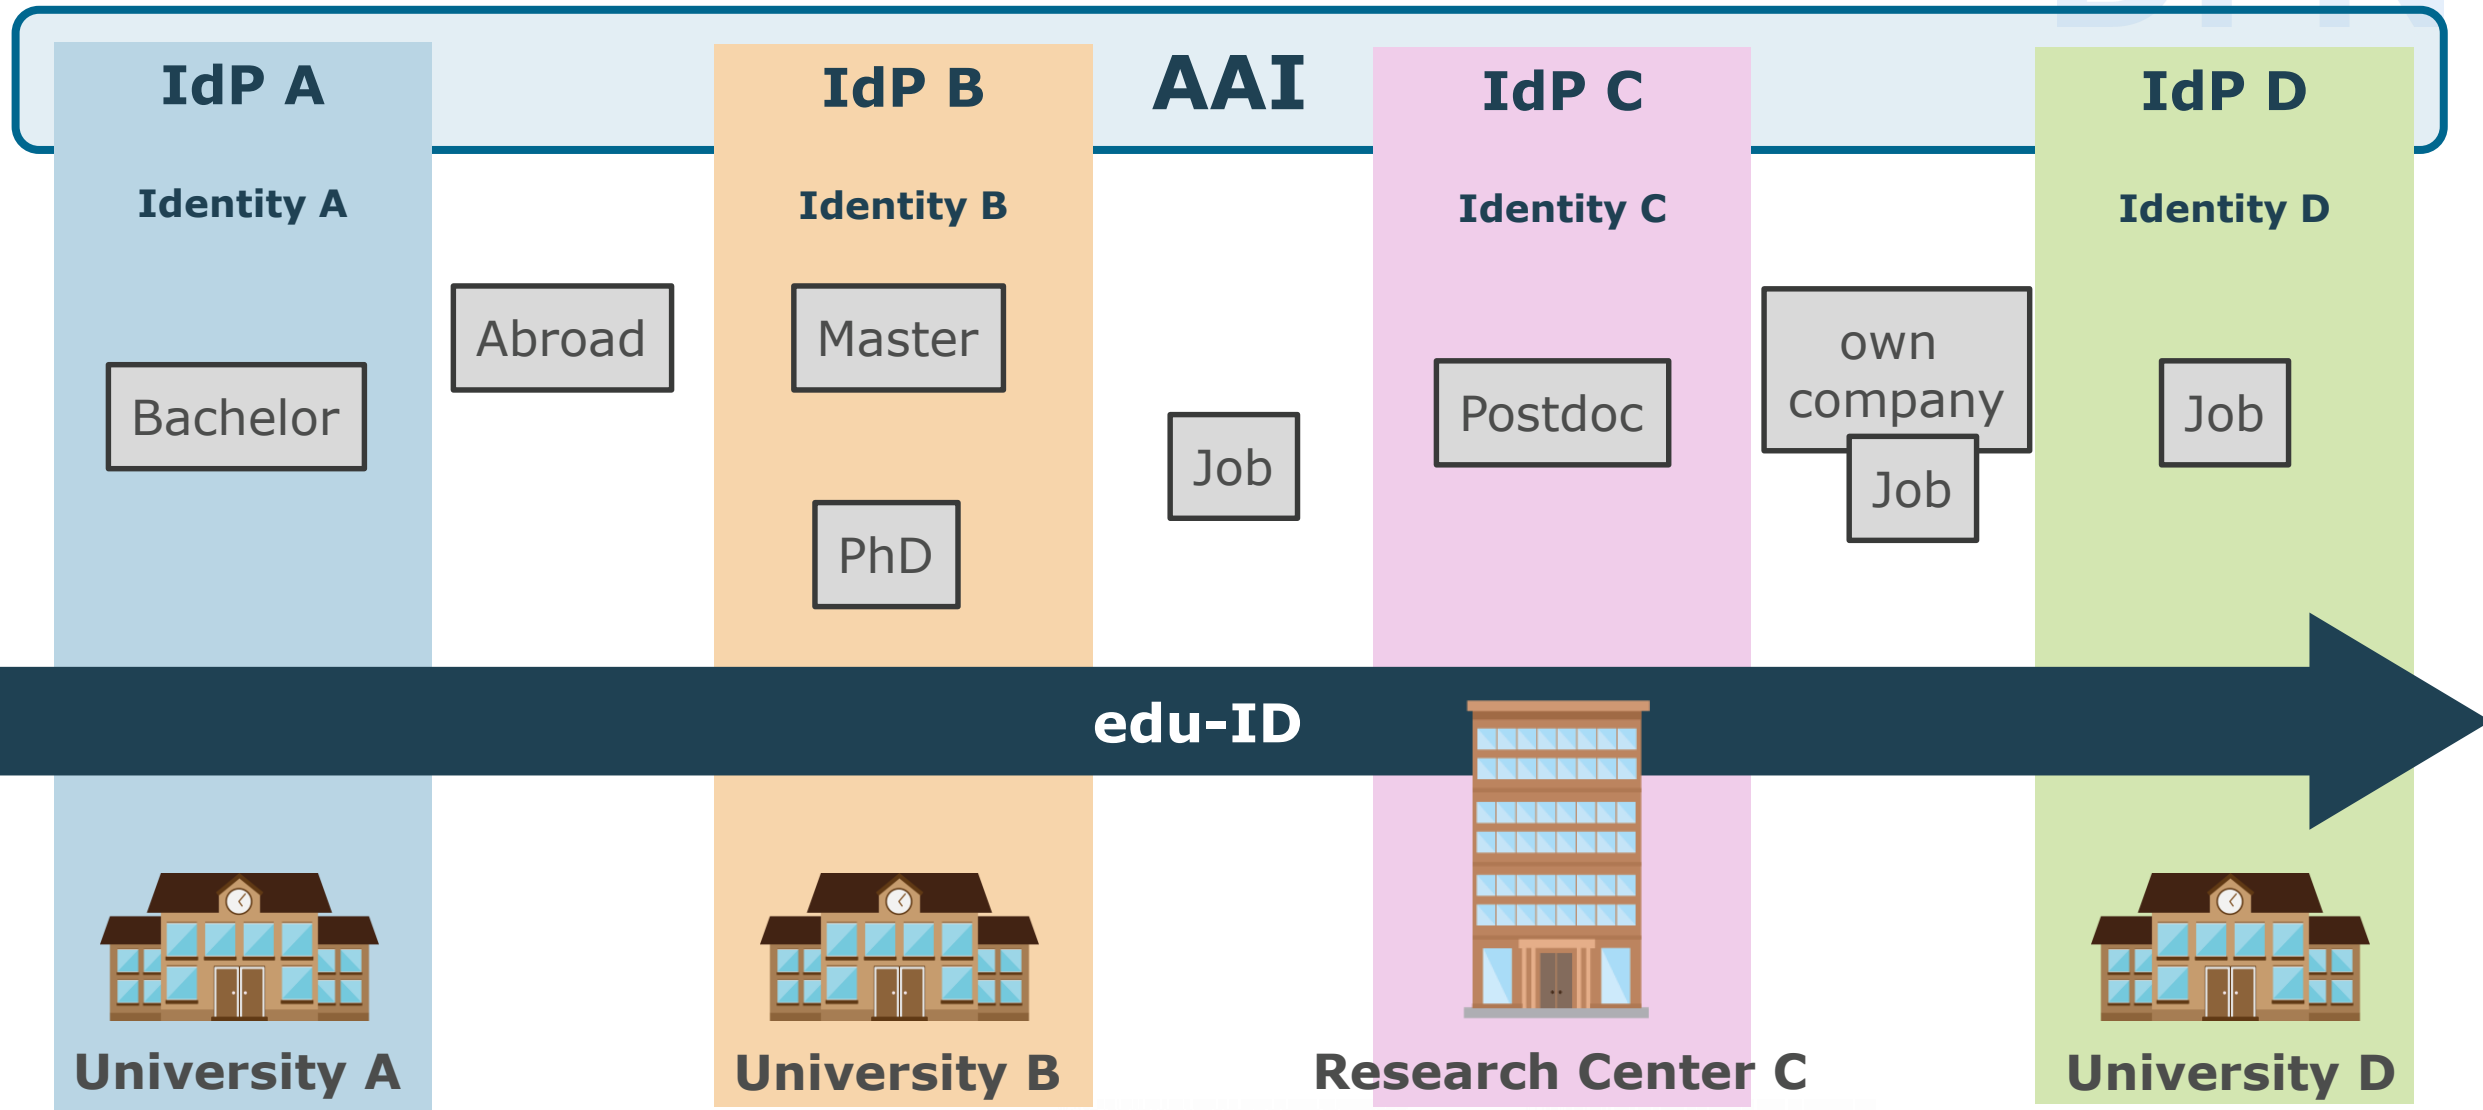 IdP A
IdP B
AAI
IdP C
IdP D
Identity A
Identity B
Identity C
Identity D
Bachelor
Abroad
Master
PhD
Job
Postdoc
own
company
Job
Job
edu-ID
University A
University B
Research Center C
University D